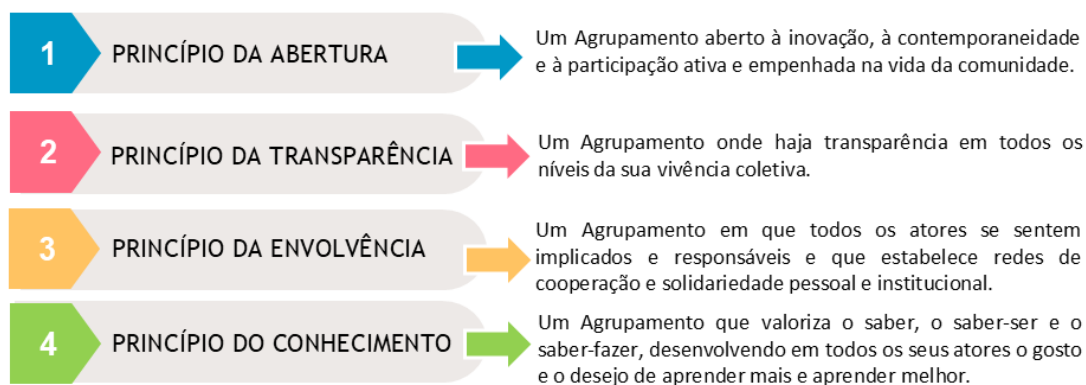 1
PRINCÍPIO DA ABERTURA
Um Agrupamento aberto à inovação, à contemporaneidade
e à participação ativa e empenhada na vida da comunidade.
2
PRINCÍPIO DA TRANSPARÊNCIA
Um Agrupamento onde haja transparência em todos os
níveis da sua vivência coletiva.
3
PRINCÍPIO DA ENVOLVÊNCIA
Um Agrupamento em que todos os atores se sentem
implicados e responsáveis e que estabelece redes de
cooperação e solidariedade pessoal e institucional.
4
PRINCÍPIO DO CONHECIMENTO
Um Agrupamento que valoriza o saber, o saber-ser e o
saber-fazer, desenvolvendo em todos os seus atores o gosto
e o desejo de aprender mais e aprender melhor.